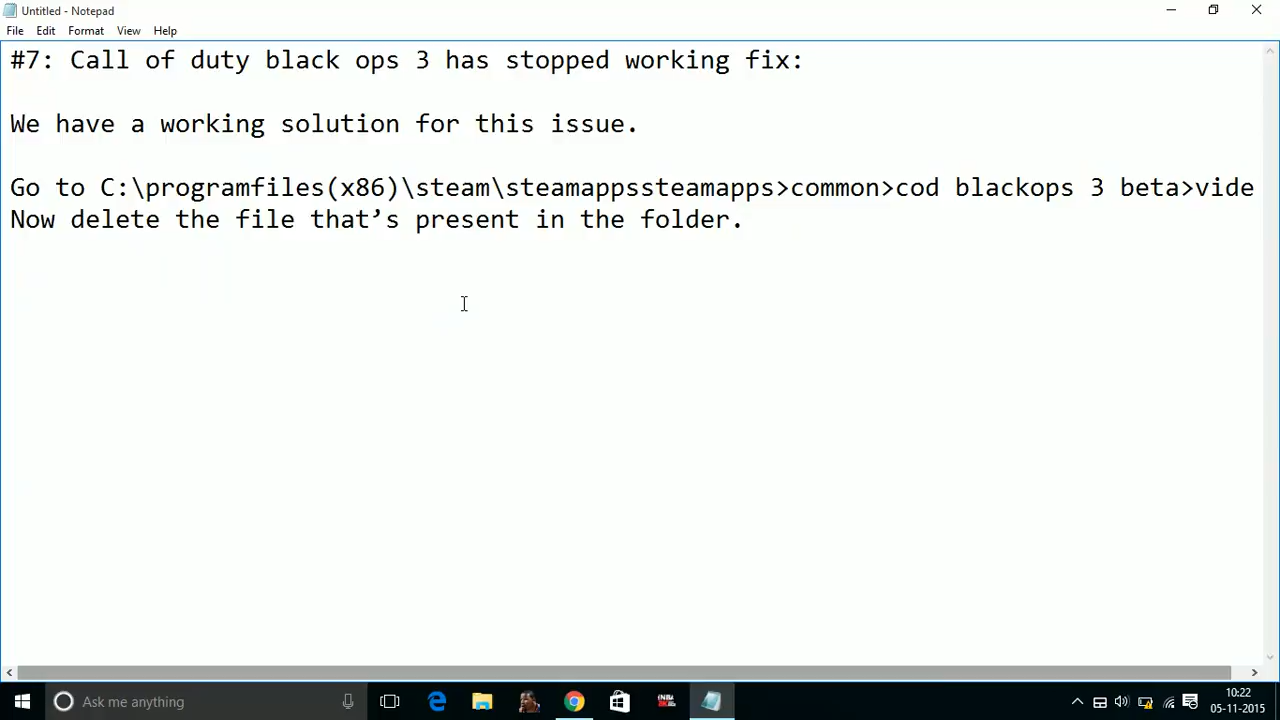 Untitled - Notepad
File Edit Format View Help
#7: Call of duty black ops 3 has stopped working fix:
We have a working solution for this issue.
Go to C:\programfiles(x86)\steam\steamappssteamapps>common>cod blackops 3 beta>vide
Now delete the file that’s present in the folder.
Ask me anything
10:22
05-11-2015